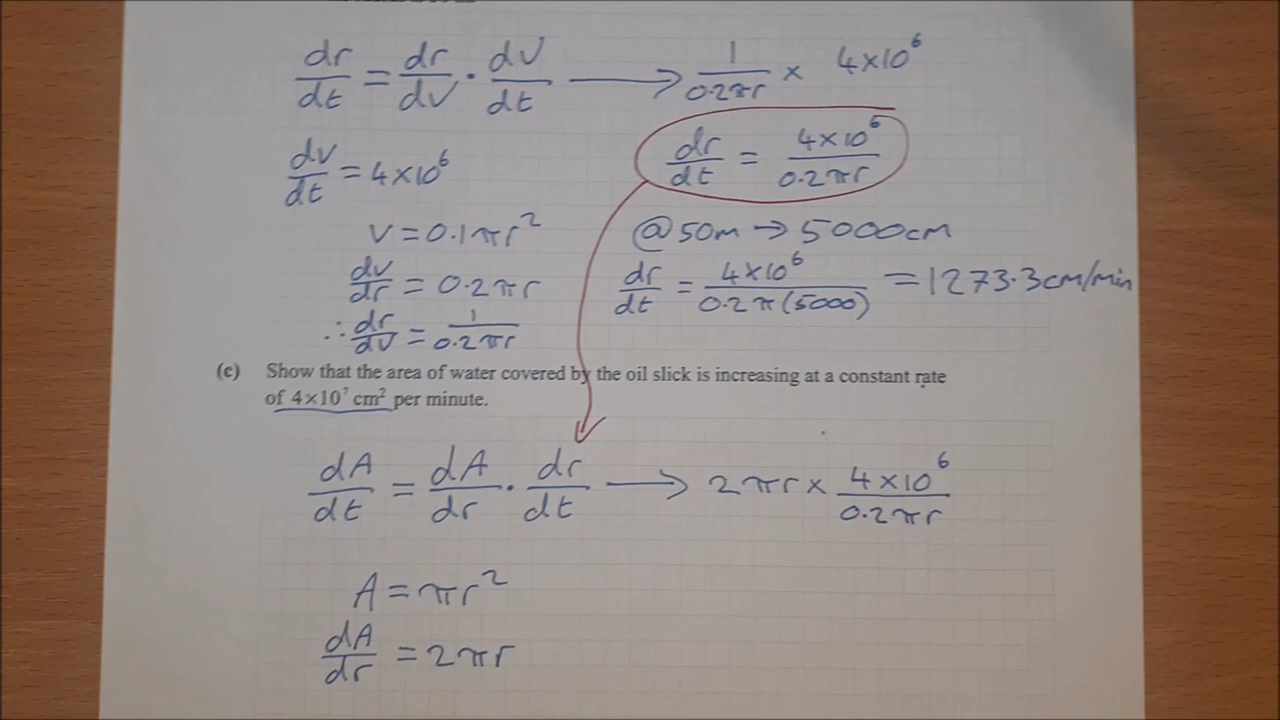 dr/dt = dr/dV · dV/dt → 1/0.2πr × 4×10⁶
dV/dt = 4×10⁶
dr/dt = 4×10⁶/0.2πr
V = 0.1πr²
@50m → 5000cm
dV/dr = 0.2πr
dr/dt = 4×10⁶/0.2π(5000) = 1273.3cm/min
∴ dr/dV = 1/0.2πr
(c) Show that the area of water covered by the oil slick is increasing at a constant rate
of 4×10⁷ cm² per minute.
dA/dt = dA/dr · dr/dt → 2πr × 4×10⁶/0.2πr
A = πr²
dA/dr = 2πr